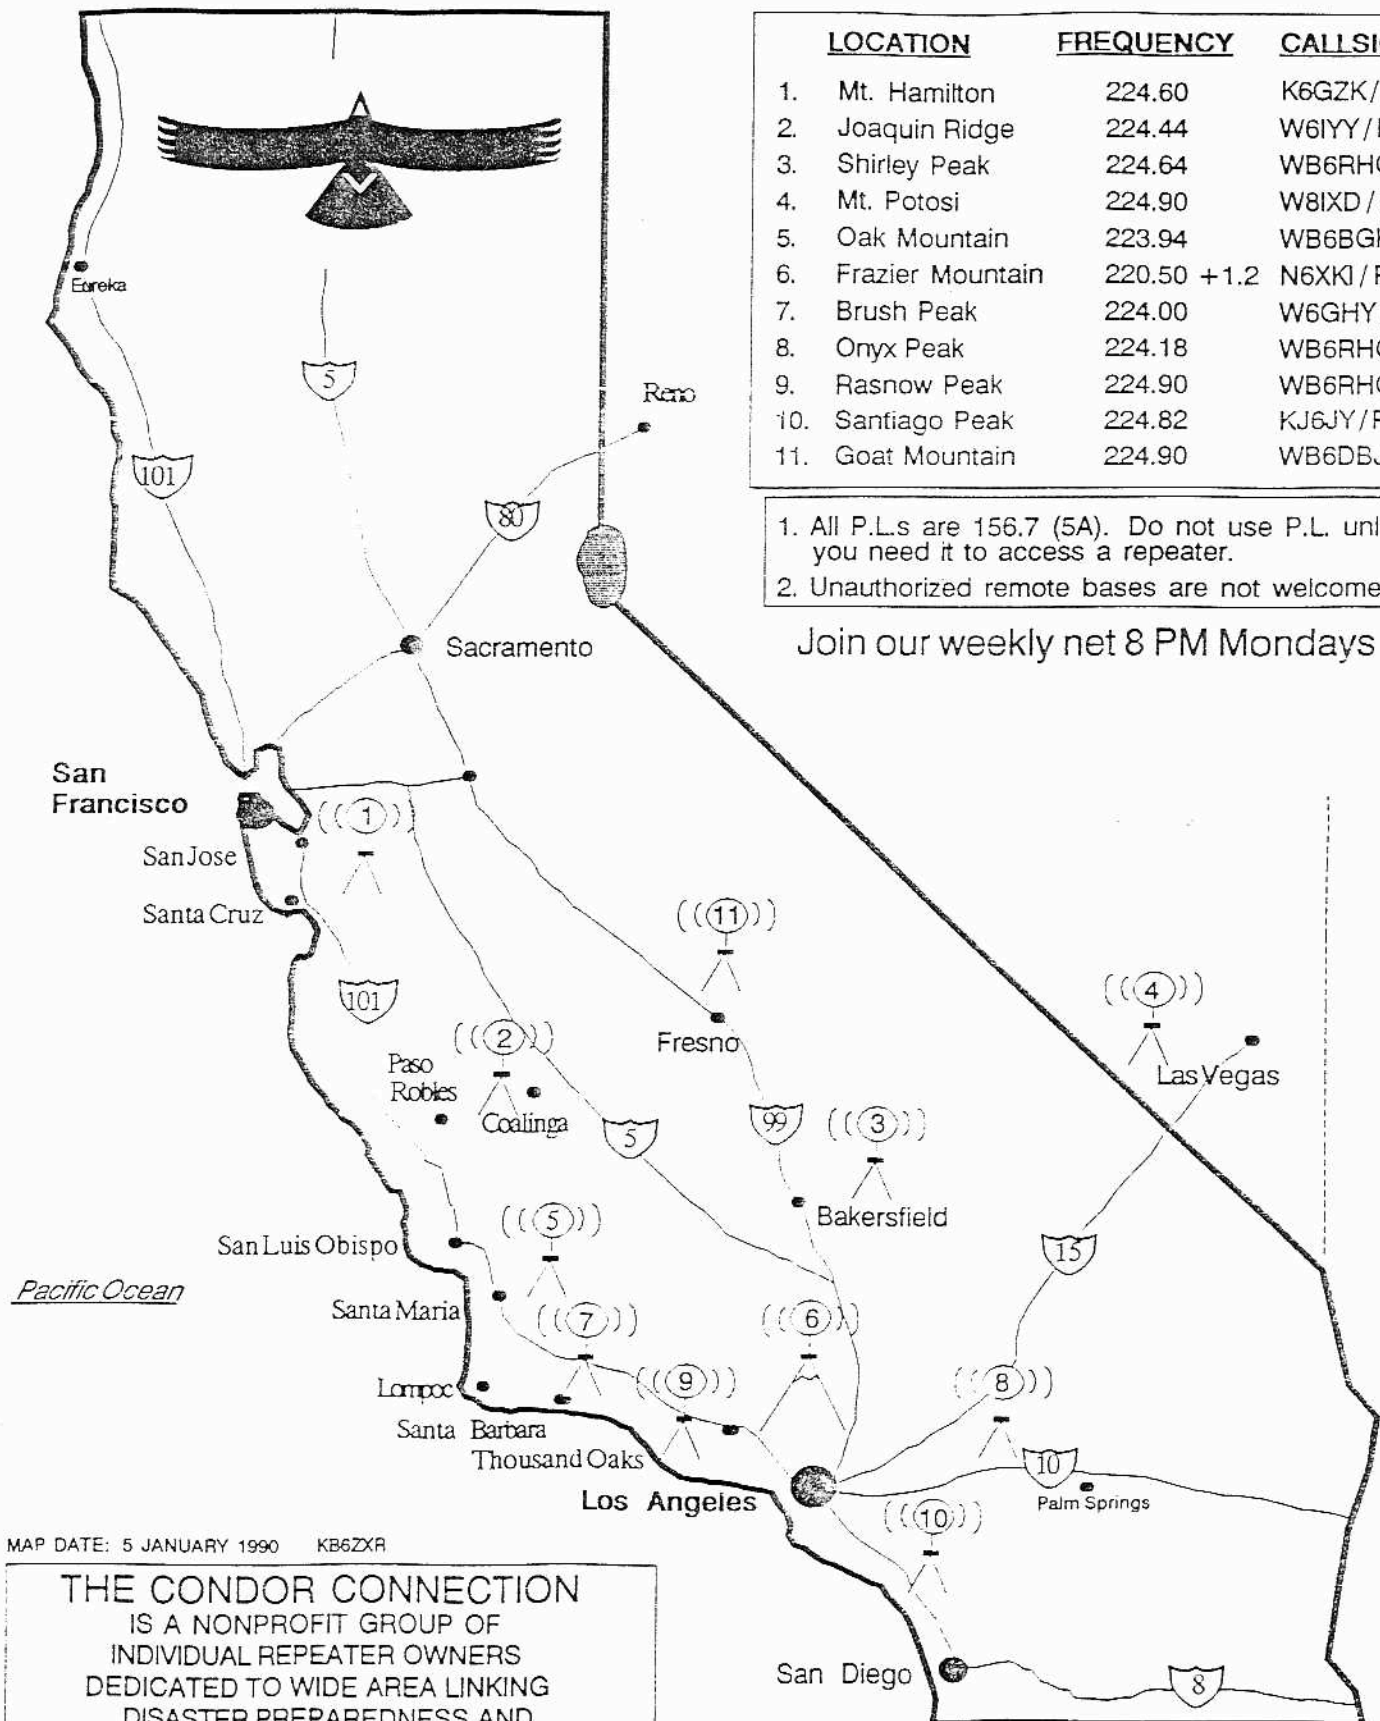 LOCATION FREQUENCY
1. Mt. Hamilton 224.60 K6GZK/
2. Joaquin Ridge 224.44 W6IYY/
3. Shirley Peak 224.64
4. Mt. Potosi 224.90 W8IXD/
5. Oak Mountain 223.94
6. Frazier Mountain 220.50 +1.2 N6XKI/
7. Brush Peak 224.00 W6GHY
8. Onyx Peak 224.18
9. Rasnow Peak 224.90
10. Santiago Peak 224.82 KJ6JY/
11. Goat Mountain 224.90
1. All P.L.s are 156.7 (5A). Do not use P.L.
you need it to access a repeater.
2. Unauthorized remote bases are not welcome
Join our weekly net 8 PM Mondays
Eureka
5
Reno
101
80
Sacramento
San
Francisco
1
San Jose
Santa Cruz
11
101
4
2
Fresno
Paso
Robles
Las Vegas
Coalinga
5
99
3
Bakersfield
5
San Luis Obispo
15
Pacific Ocean
Santa Maria
7
6
Lompoc
9
8
Santa Barbara
Thousand Oaks
10
Los Angeles
Palm Springs
10
MAP DATE: 5 JANUARY 1990 KB6ZXR
THE CONDOR CONNECTION
IS A NONPROFIT GROUP OF
INDIVIDUAL REPEATER OWNERS
DEDICATED TO WIDE AREA LINKING
DISASTER PREPAREDNESS AND
San Diego
8